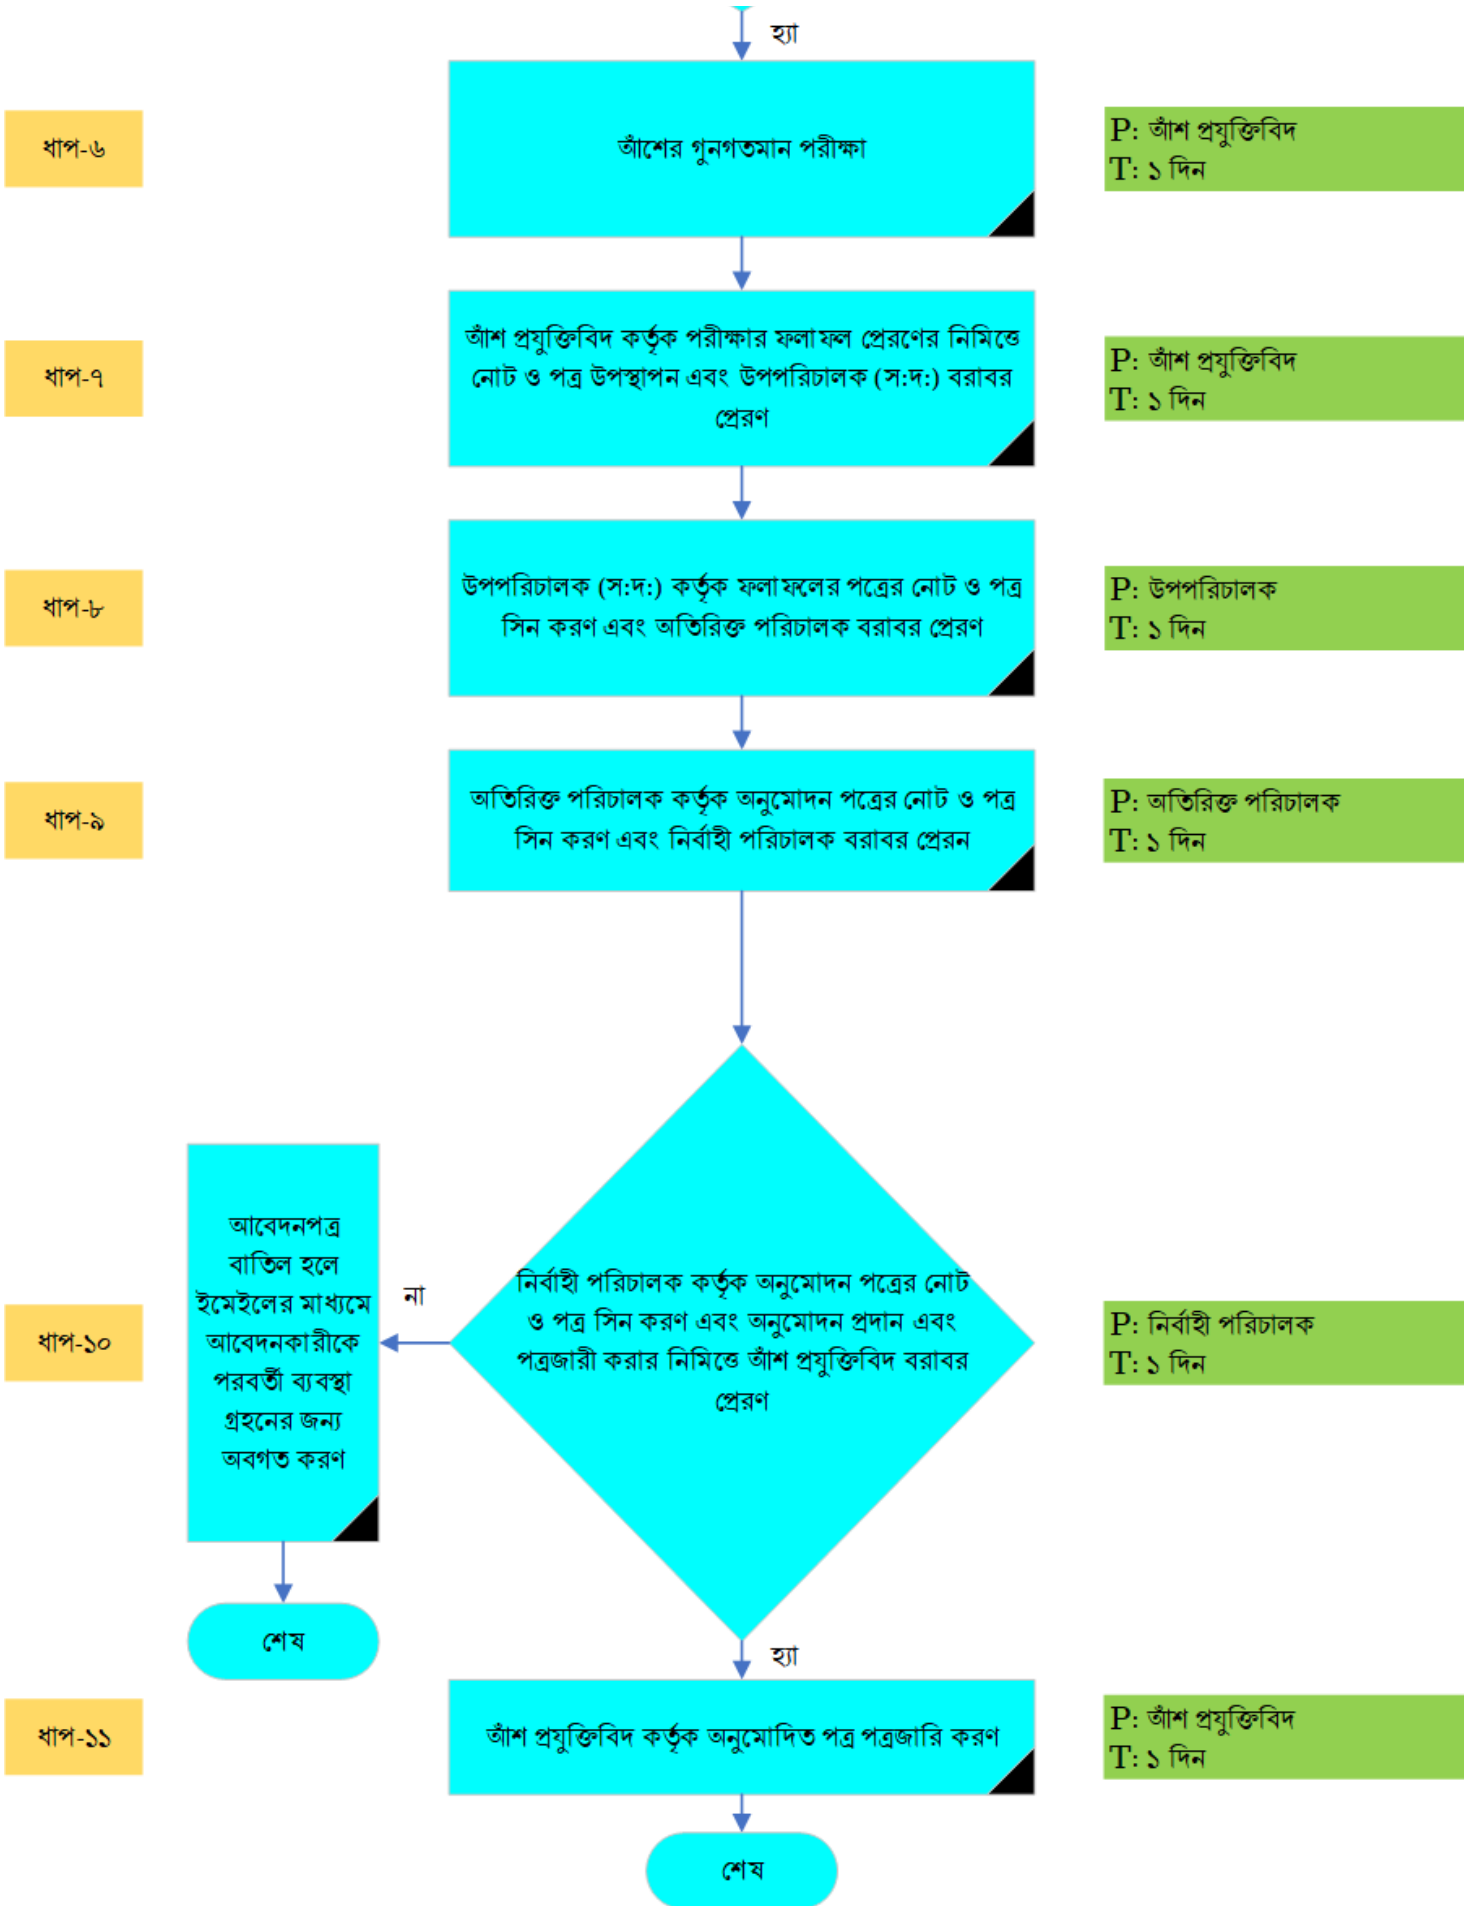 হ্যা
ধাপ-৬
আঁশের গুনগতমান পরীক্ষা
P: আঁশ প্রযুক্তিবিদ
T: ১ দিন
ধাপ-৭
আঁশ প্রযুক্তিবিদ কর্তৃক পরীক্ষার ফলাফল প্রেরণের নিমিত্তে
নোট ও পত্র উপস্থাপন এবং উপপরিচালক (স:দ:) বরাবর
প্রেরণ
P: আঁশ প্রযুক্তিবিদ
T: ১ দিন
ধাপ-৮
উপপরিচালক (স:দ:) কর্তৃক ফলাফলের পত্রের নোট ও পত্র
সিন করণ এবং অতিরিক্ত পরিচালক বরাবর প্রেরণ
P: উপপরিচালক
T: ১ দিন
ধাপ-৯
অতিরিক্ত পরিচালক কর্তৃক অনুমোদন পত্রের নোট ও পত্র
সিন করণ এবং নির্বাহী পরিচালক বরাবর প্রেরন
P: অতিরিক্ত পরিচালক
T: ১ দিন
ধাপ-১০
আবেদনপত্র
বাতিল হলে
ইমেইলের মাধ্যমে
আবেদনকারীকে
পরবর্তী ব্যবস্থা
গ্রহনের জন্য
অবগত করণ
না
নির্বাহী পরিচালক কর্তৃক অনুমোদন পত্রের নোট
ও পত্র সিন করণ এবং অনুমোদন প্রদান এবং
পত্রজারী করার নিমিত্তে আঁশ প্রযুক্তিবিদ বরাবর
প্রেরণ
P: নির্বাহী পরিচালক
T: ১ দিন
শেষ
হ্যা
ধাপ-১১
আঁশ প্রযুক্তিবিদ কর্তৃক অনুমোদিত পত্র পত্রজারি করণ
P: আঁশ প্রযুক্তিবিদ
T: ১ দিন
শেষ